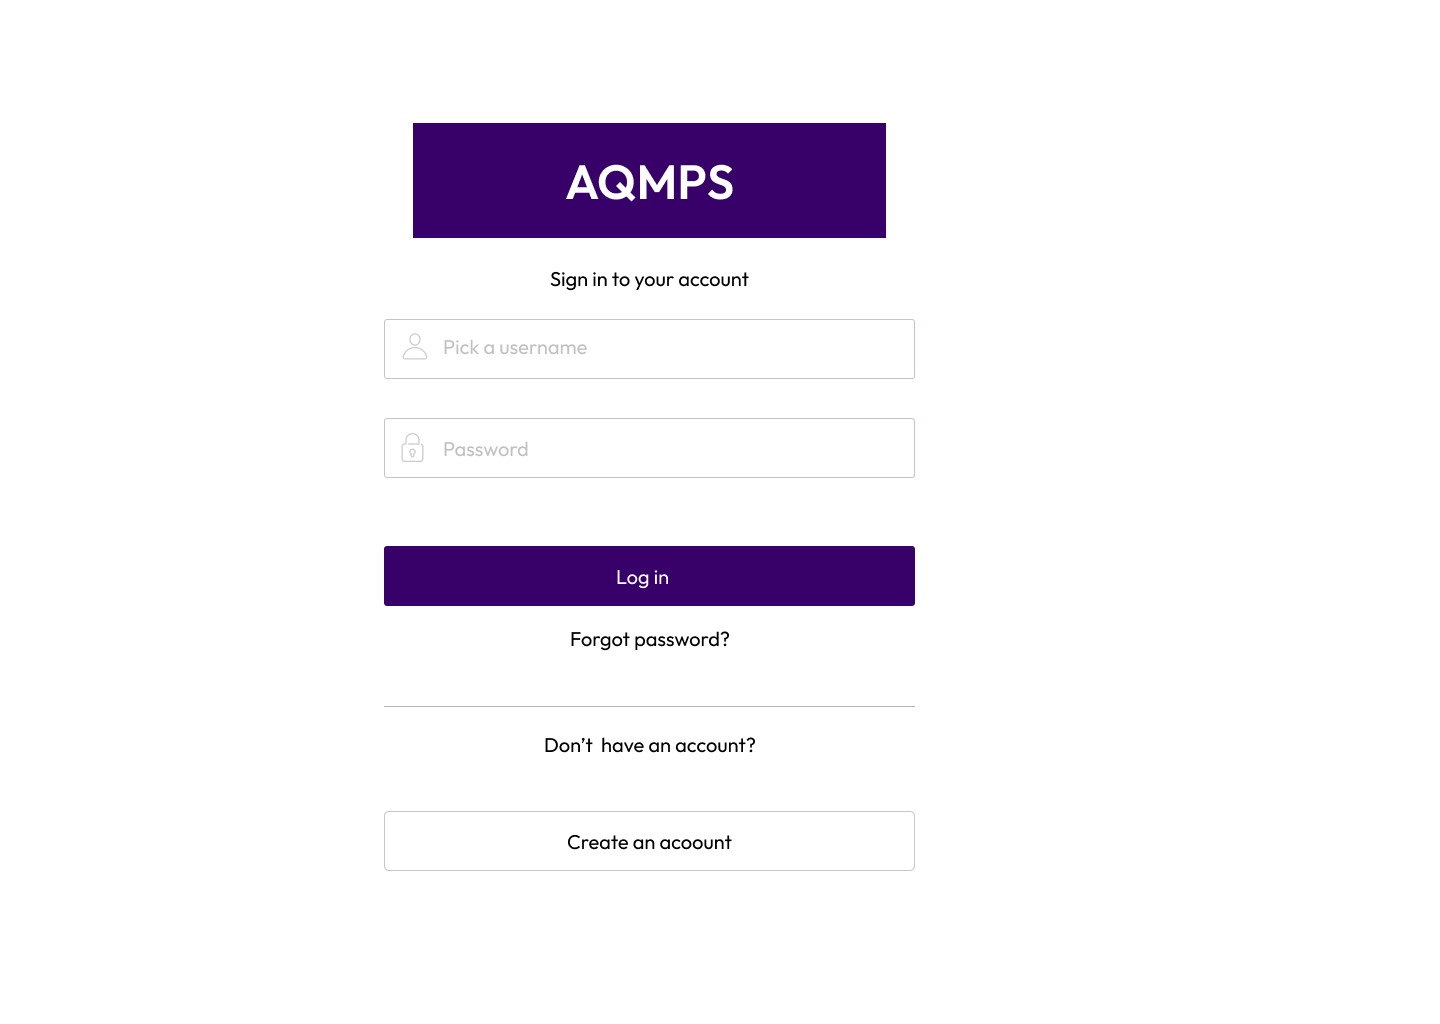 AQMPS
Sign in to your account
Pick a username
Password
Log in
Forgot password?
Don’t  have an account?
Create an acoount